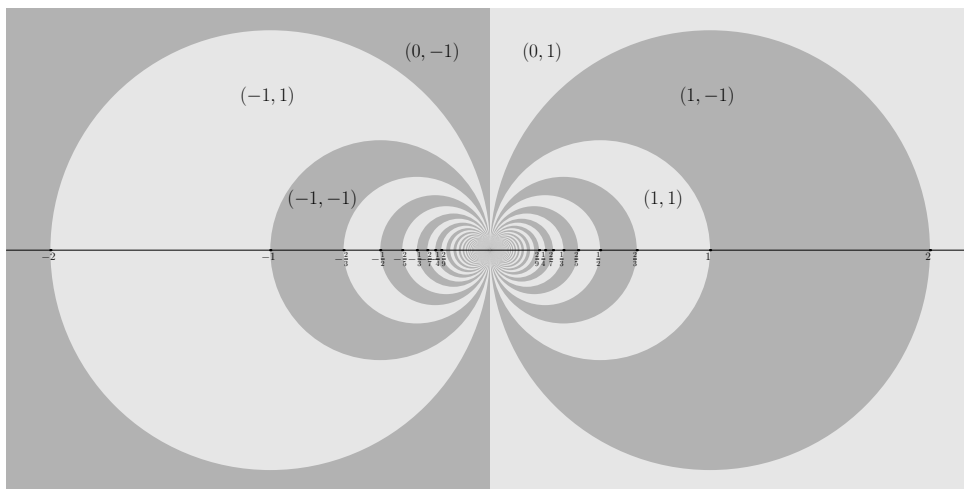 (0, −1) (0, 1)
(−1, 1) (1, −1)
(−1, −1) (1, 1)
−2 −1 −2/3 −1/2 −2/5 −1/3 −2/7 −1/4 −2/9 2/9 1/4 2/7 1/3 2/5 1/2 2/3 1 2